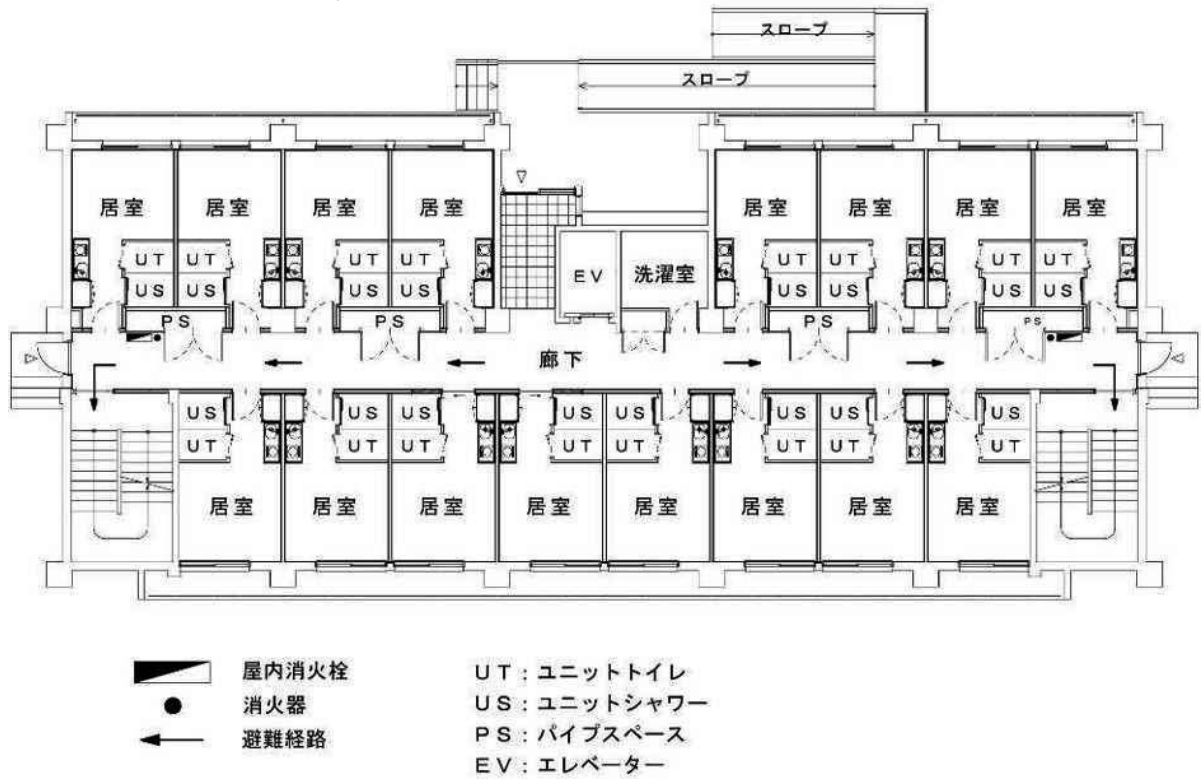 スロープ
スロープ
居室 居室 居室 居室 居室 居室 居室 居室
UT UT UT UT EV 洗濯室 UT UT UT UT
US US US US US US US US
PS PS PS PS
廊下
US US US US US US US US
UT UT UT UT UT UT UT UT
居室 居室 居室 居室 居室 居室 居室 居室
屋内消火栓
消火器
避難経路
UT：ユニットトイレ
US：ユニットシャワー
PS：パイプスペース
EV：エレベーター